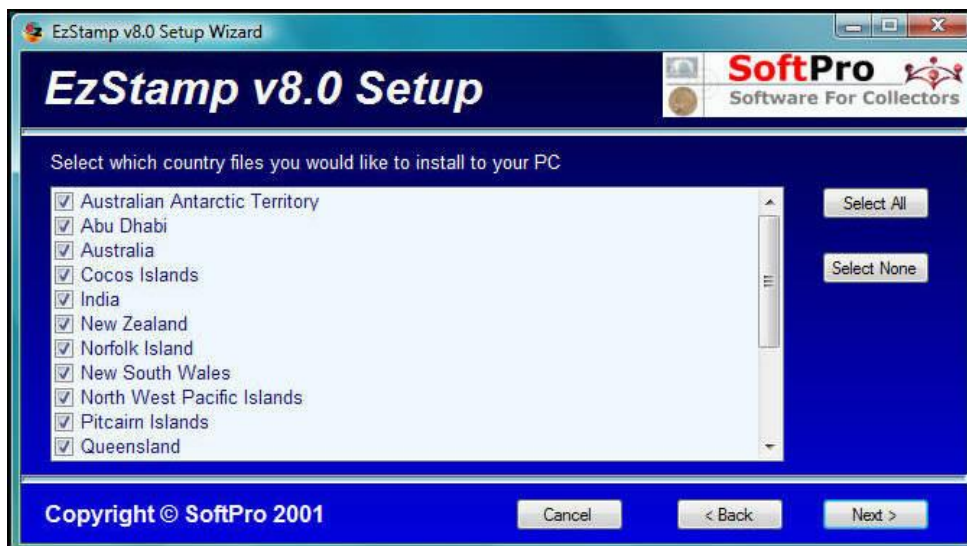 EzStamp v8.0 Setup Wizard
EzStamp v8.0 Setup
SoftPro
Software For Collectors
Select which country files you would like to install to your PC
Australian Antarctic Territory
Abu Dhabi
Australia
Cocos Islands
India
New Zealand
Norfolk Island
New South Wales
North West Pacific Islands
Pitcairn Islands
Queensland
Select All
Select None
Copyright © SoftPro 2001
Cancel
< Back
Next >